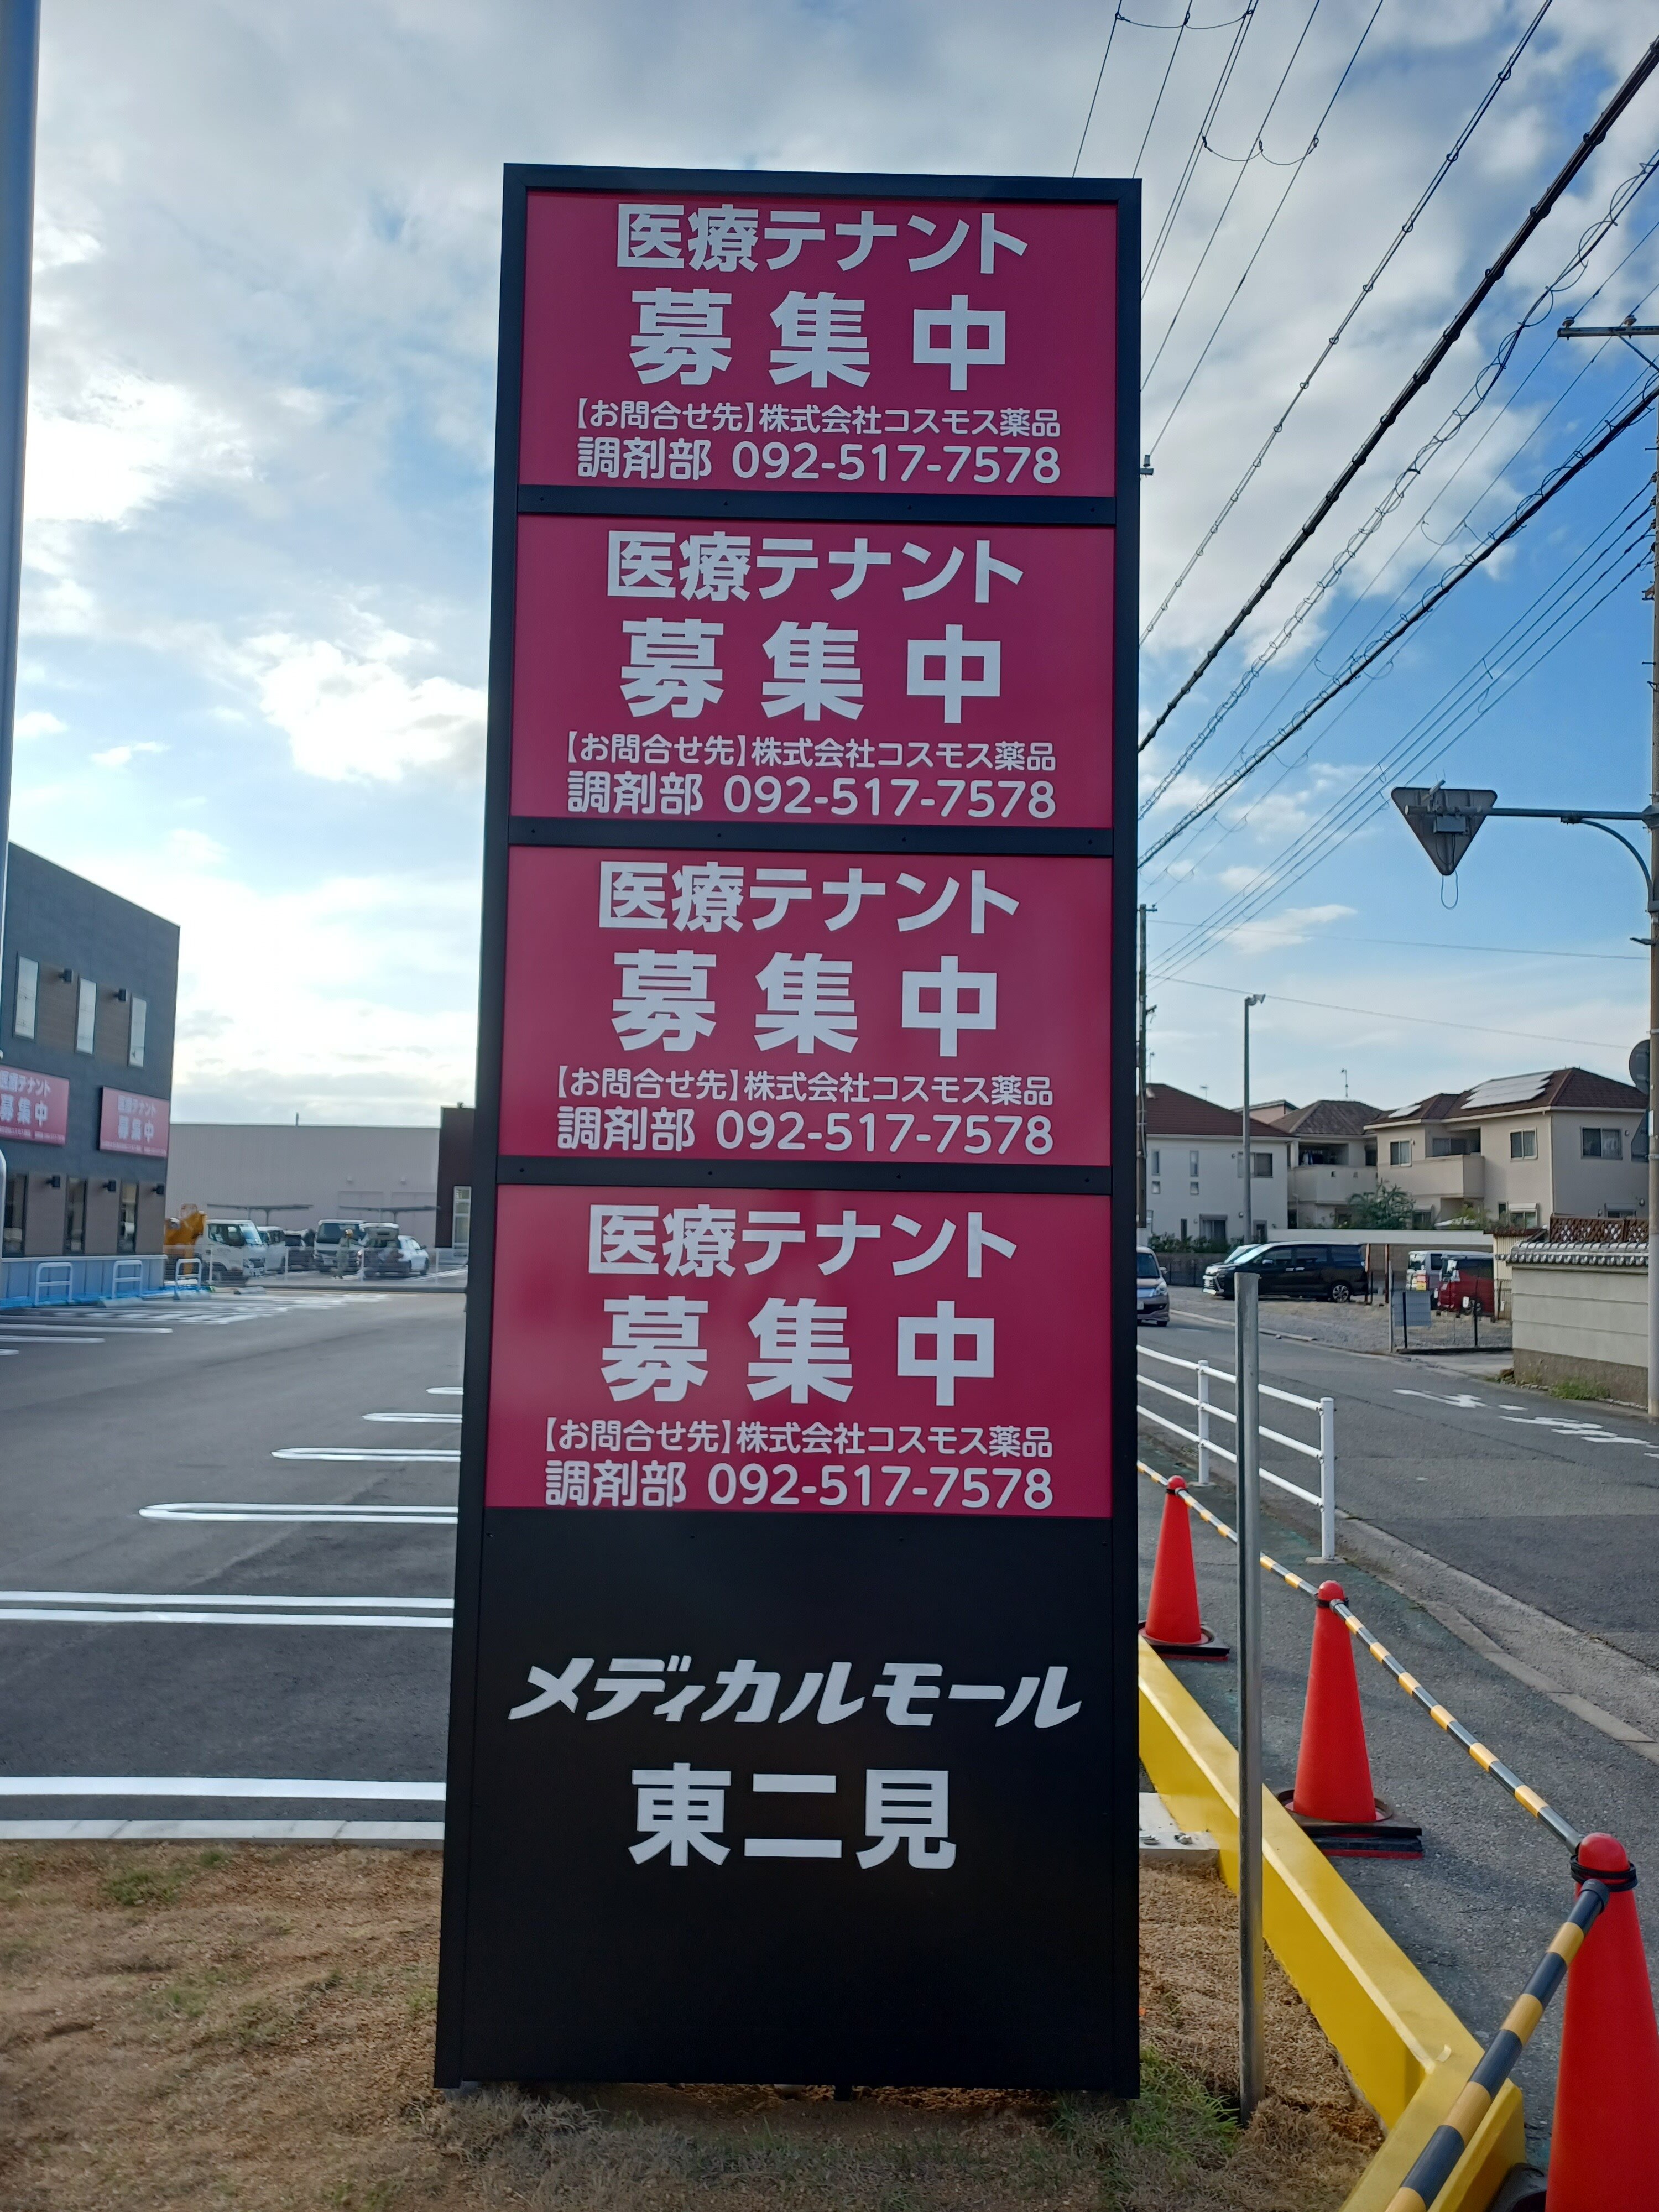 医療テナント
募集中
【お問合せ先】株式会社コスモス薬品
調剤部 092-517-7578
医療テナント
募集中
【お問合せ先】株式会社コスモス薬品
調剤部 092-517-7578
医療テナント
募集中
【お問合せ先】株式会社コスモス薬品
調剤部 092-517-7578
医療テナント
募集中
【お問合せ先】株式会社コスモス薬品
調剤部 092-517-7578
メディカルモール
東二見
医療テナント
募集中
医療テナント
募集中